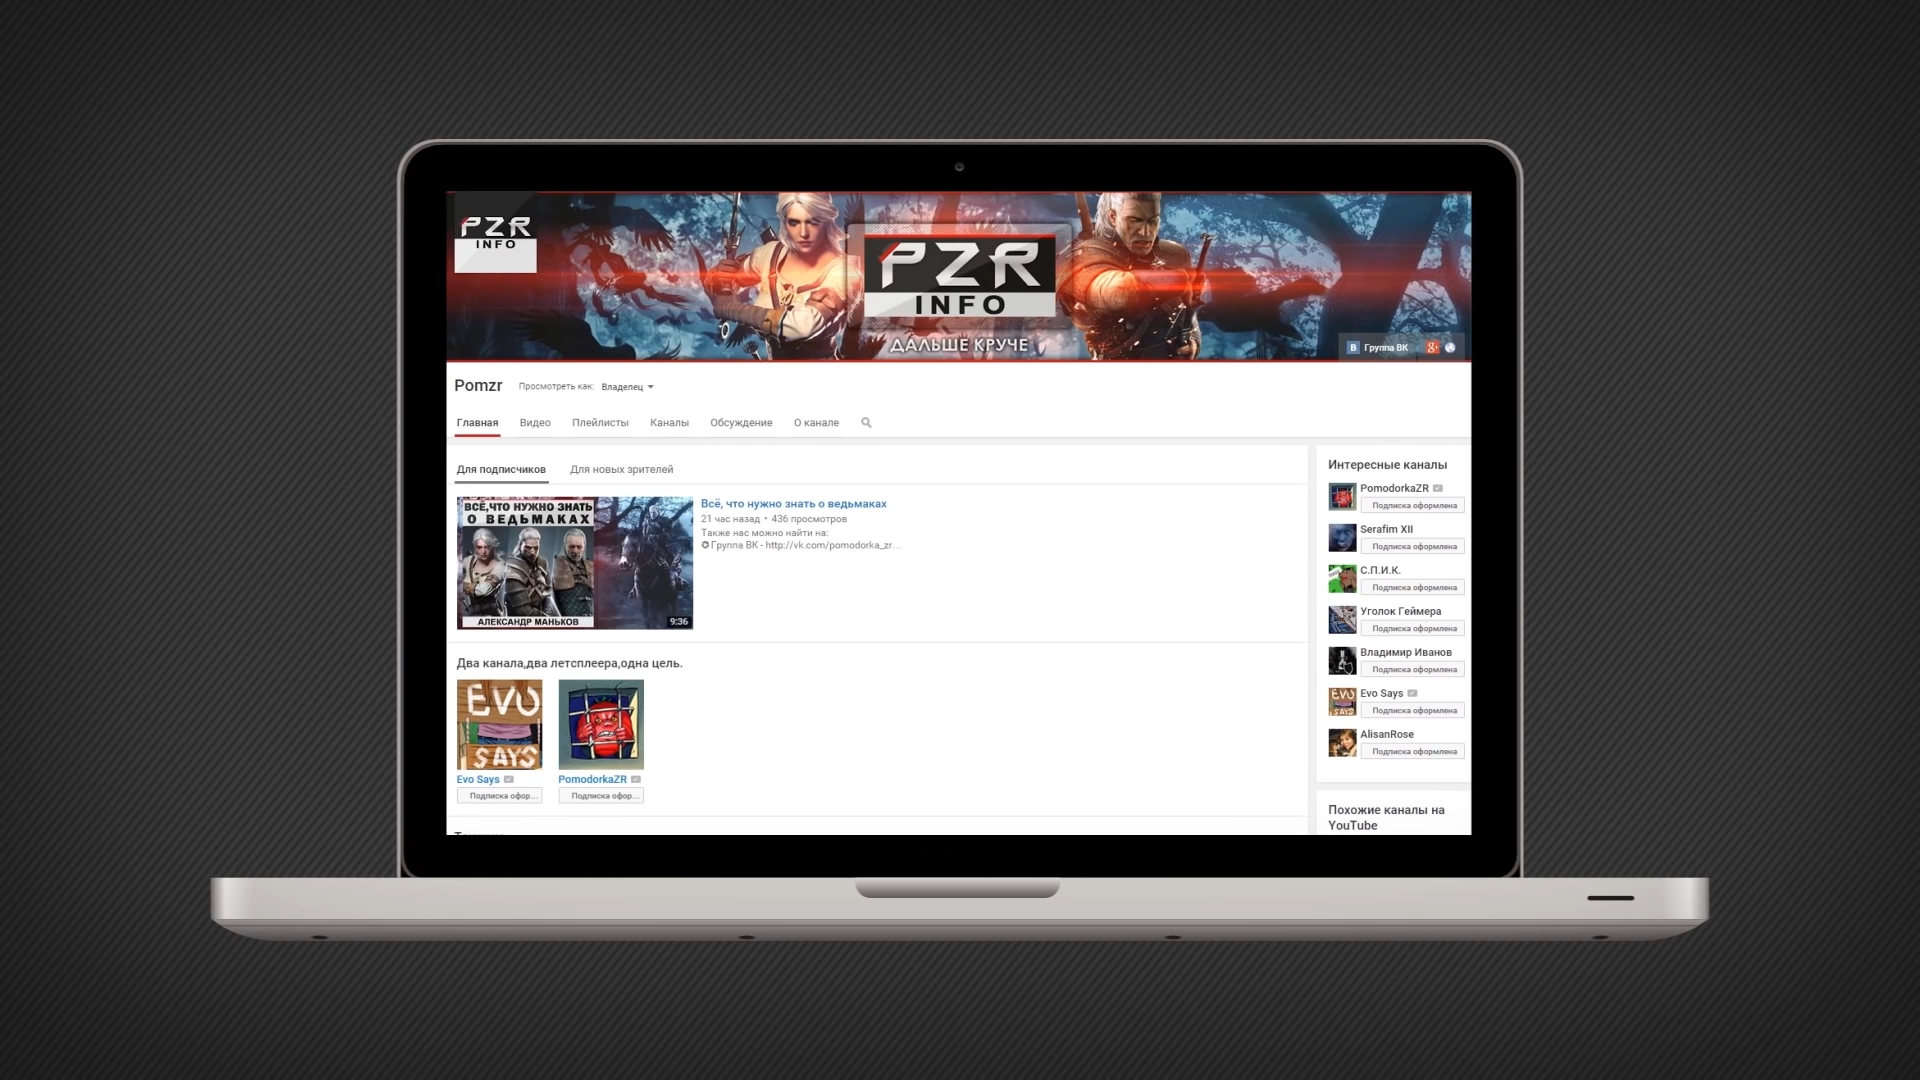 PZR
INFO
PZR
INFO
ДАЛЬШЕ КРУЧЕ
В Группа ВК g+
Pomzr Просмотреть как: Владелец
Главная Видео Плейлисты Каналы Обсуждение О канале
Для подписчиков Для новых зрителей
ВСЁ,ЧТО НУЖНО ЗНАТЬ
О ВЕДЬМАКАХ
АЛЕКСАНДР МАНЬКОВ
9:36
Всё, что нужно знать о ведьмаках
21 час назад • 436 просмотров
Также нас можно найти на:
✪ Группа ВК - http://vk.com/pomodorka_zr...
Два канала,два летсплеера,одна цель.
EVO
SAYS
Evo Says
Подписка офор...
PomodorkaZR
Подписка офор...
Интересные каналы
PomodorkaZR
Подписка оформлена
Serafim XII
Подписка оформлена
С.П.И.К.
Подписка оформлена
Уголок Геймера
Подписка оформлена
Владимир Иванов
Подписка оформлена
EVO
SAYS
Evo Says
Подписка оформлена
AlisanRose
Подписка оформлена
Похожие каналы на
YouTube